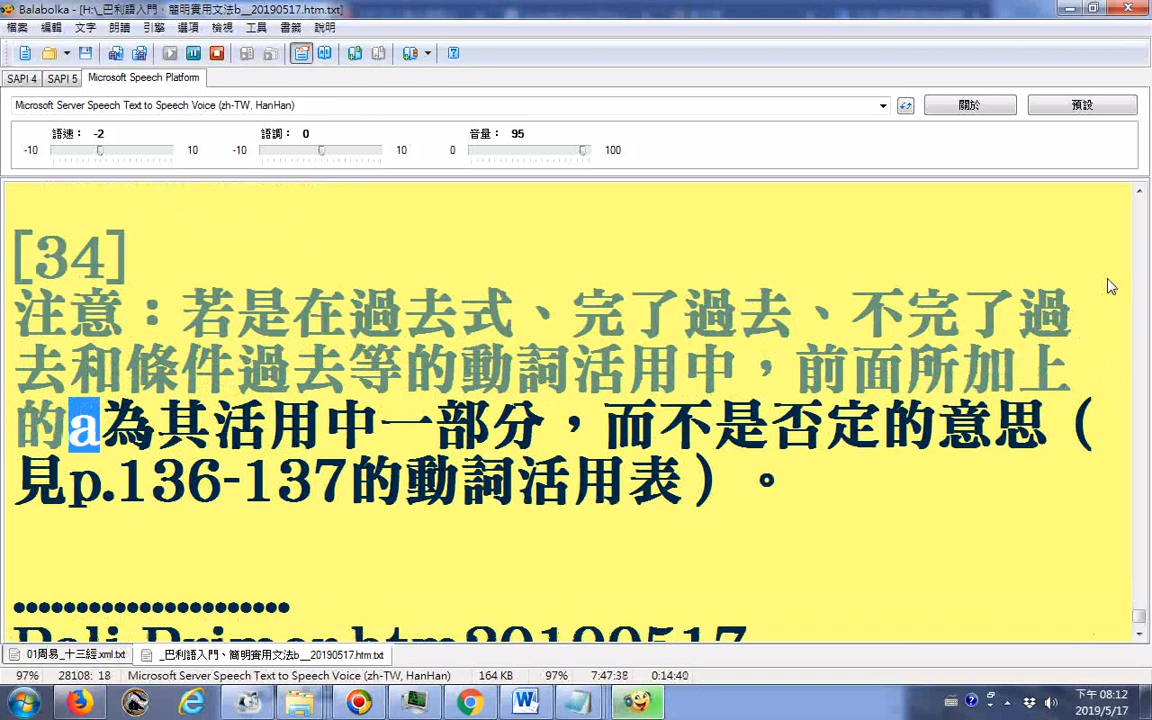 Balabolka - [H:\_巴利語入門、簡明實用文法b__20190517.htm.txt]
檔案 編輯 文字 朗讀 引擎 選項 檢視 工具 書籤 說明
SAPI 4 SAPI 5 Microsoft Speech Platform
Microsoft Server Speech Text to Speech Voice (zh-TW, HanHan) 關於 預設
語速： -2 語調： 0 音量： 95
-10 10 -10 10 0 100
[34]
注意：若是在過去式、完了過去、不完了過
去和條件過去等的動詞活用中，前面所加上
的a為其活用中一部分，而不是否定的意思（
見p.136-137的動詞活用表）。
••••••••••••••••••••••
Pali Primer.htm20190517
01周易_十三經.xml.txt _巴利語入門、簡明實用文法b__20190517.htm.txt
97% 28108: 18 Microsoft Server Speech Text to Speech Voice (zh-TW, HanHan) 164 KB 97% 7:47:38 0:14:40
下午 08:12
2019/5/17